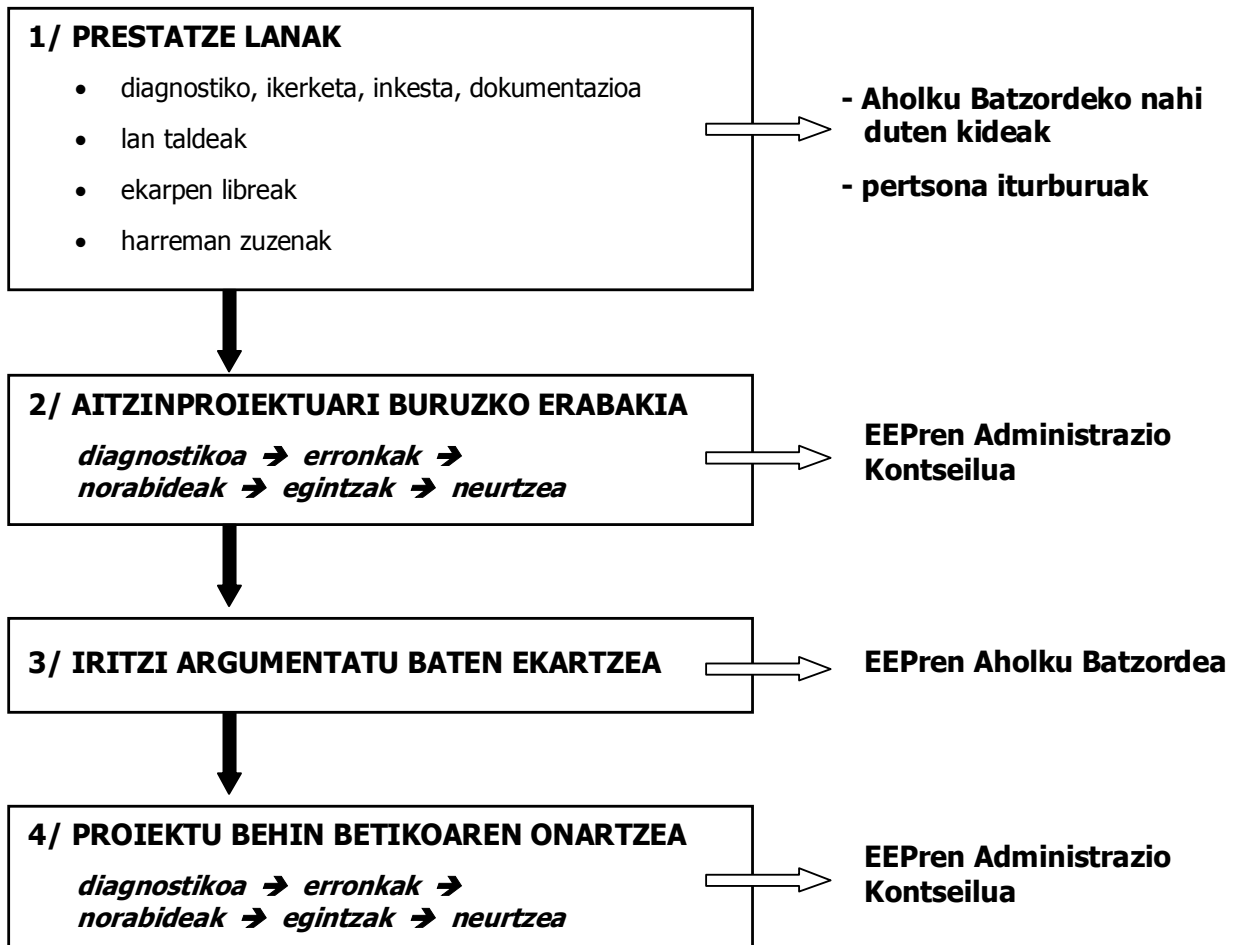 1/ PRESTATZE LANAK
• diagnostiko, ikerketa, inkesta, dokumentazioa
• lan taldeak
• ekarpen libreak
• harreman zuzenak
- Aholku Batzordeko nahi
duten kideak
- pertsona iturburuak
2/ AITZINPROIEKTUARI BURUZKO ERABAKIA
diagnostikoa ➔ erronkak ➔
norabideak ➔ egintzak ➔ neurtzea
EEPren Administrazio
Kontseilua
3/ IRITZI ARGUMENTATU BATEN EKARTZEA
EEPren Aholku Batzordea
4/ PROIEKTU BEHIN BETIKOAREN ONARTZEA
diagnostikoa ➔ erronkak ➔
norabideak ➔ egintzak ➔ neurtzea
EEPren Administrazio
Kontseilua